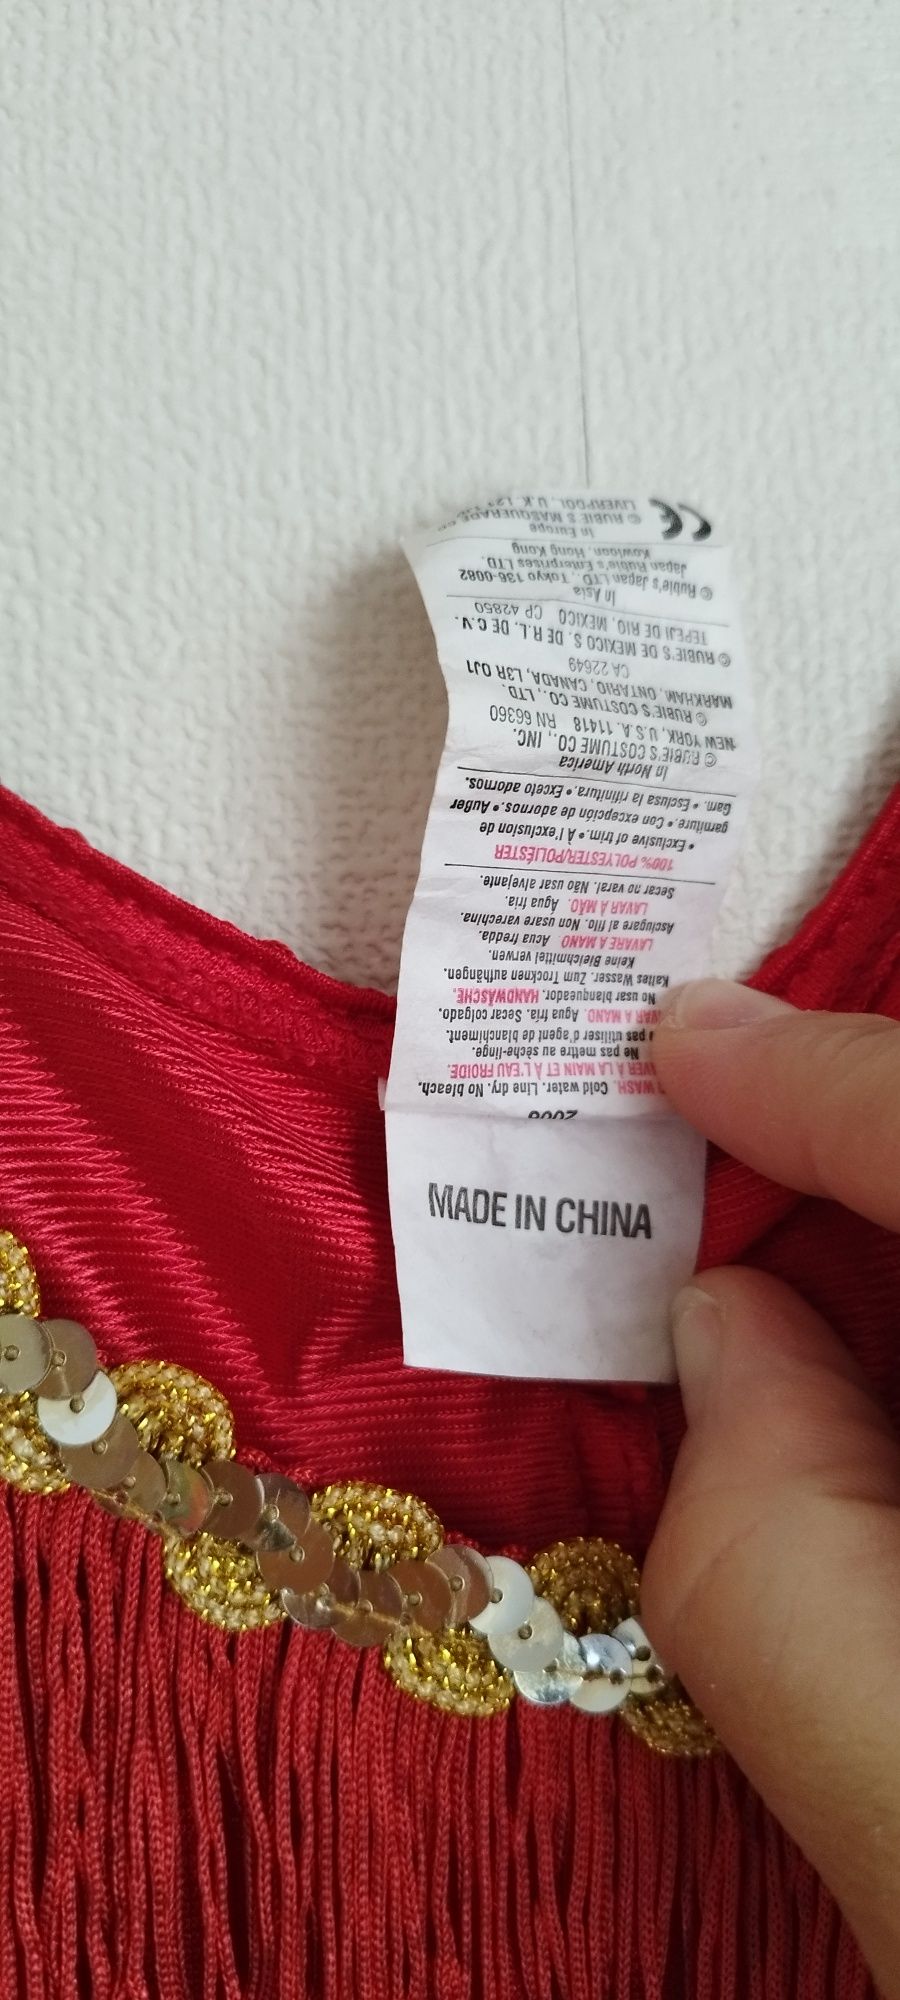 MADE IN CHINA
2006
WASH. Cold water. Line dry. No bleach.
A LA MAIN ET À L'EAU FROIDE.
Ne pas mettre au sèche-linge.
pas utiliser d'agent de blanchiment.
A MANO. Agua fría. Secar colgado.
No usar blanqueador. HANDWÄSCHE.
Kaltes Wasser. Zum Trocknen aufhängen.
Keine Bleichmittel verwen.
LAVARE A MANO Acua fredda.
Asciugare al filo. Non usare varechina.
LAVAR À MÃO. Água fria.
Secar no varal. Não usar alvejante.
100% POLYESTER/POLIÉSTER
• Exclusive of trim. • À l'exclusion de
garniture. • Con excepción de adornos. • Außer
Garn. • Esclusa la rifinitura. • Exceto adornos.
In North America
© RUBIE'S COSTUME CO., INC.
NEW YORK, U.S.A. 11418 RN 66360
© RUBIE'S COSTUME CO., LTD.
MARKHAM, ONTARIO, CANADA, L3R OJ1
CA 22649
© RUBIE'S DE MEXICO S. DE R.L. DE C.V.
TEPEJI DE RIO, MEXICO CP 42850
In Asia
© Rubie's Japan LTD., Tokyo 136-0082
Japan Rubie's Enterprises LTD.
Kowloon, Hong Kong
In Europe
© RUBIE'S MASQUERADE CO
LIVERPOOL, U.K.
CE